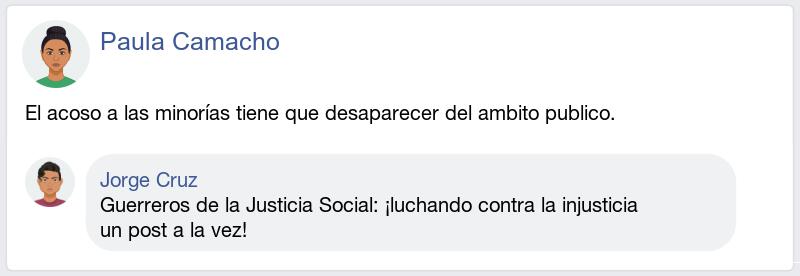 Paula Camacho
El acoso a las minorías tiene que desaparecer del ambito publico.
Jorge Cruz
Guerreros de la Justicia Social: ¡luchando contra la injusticia
un post a la vez!